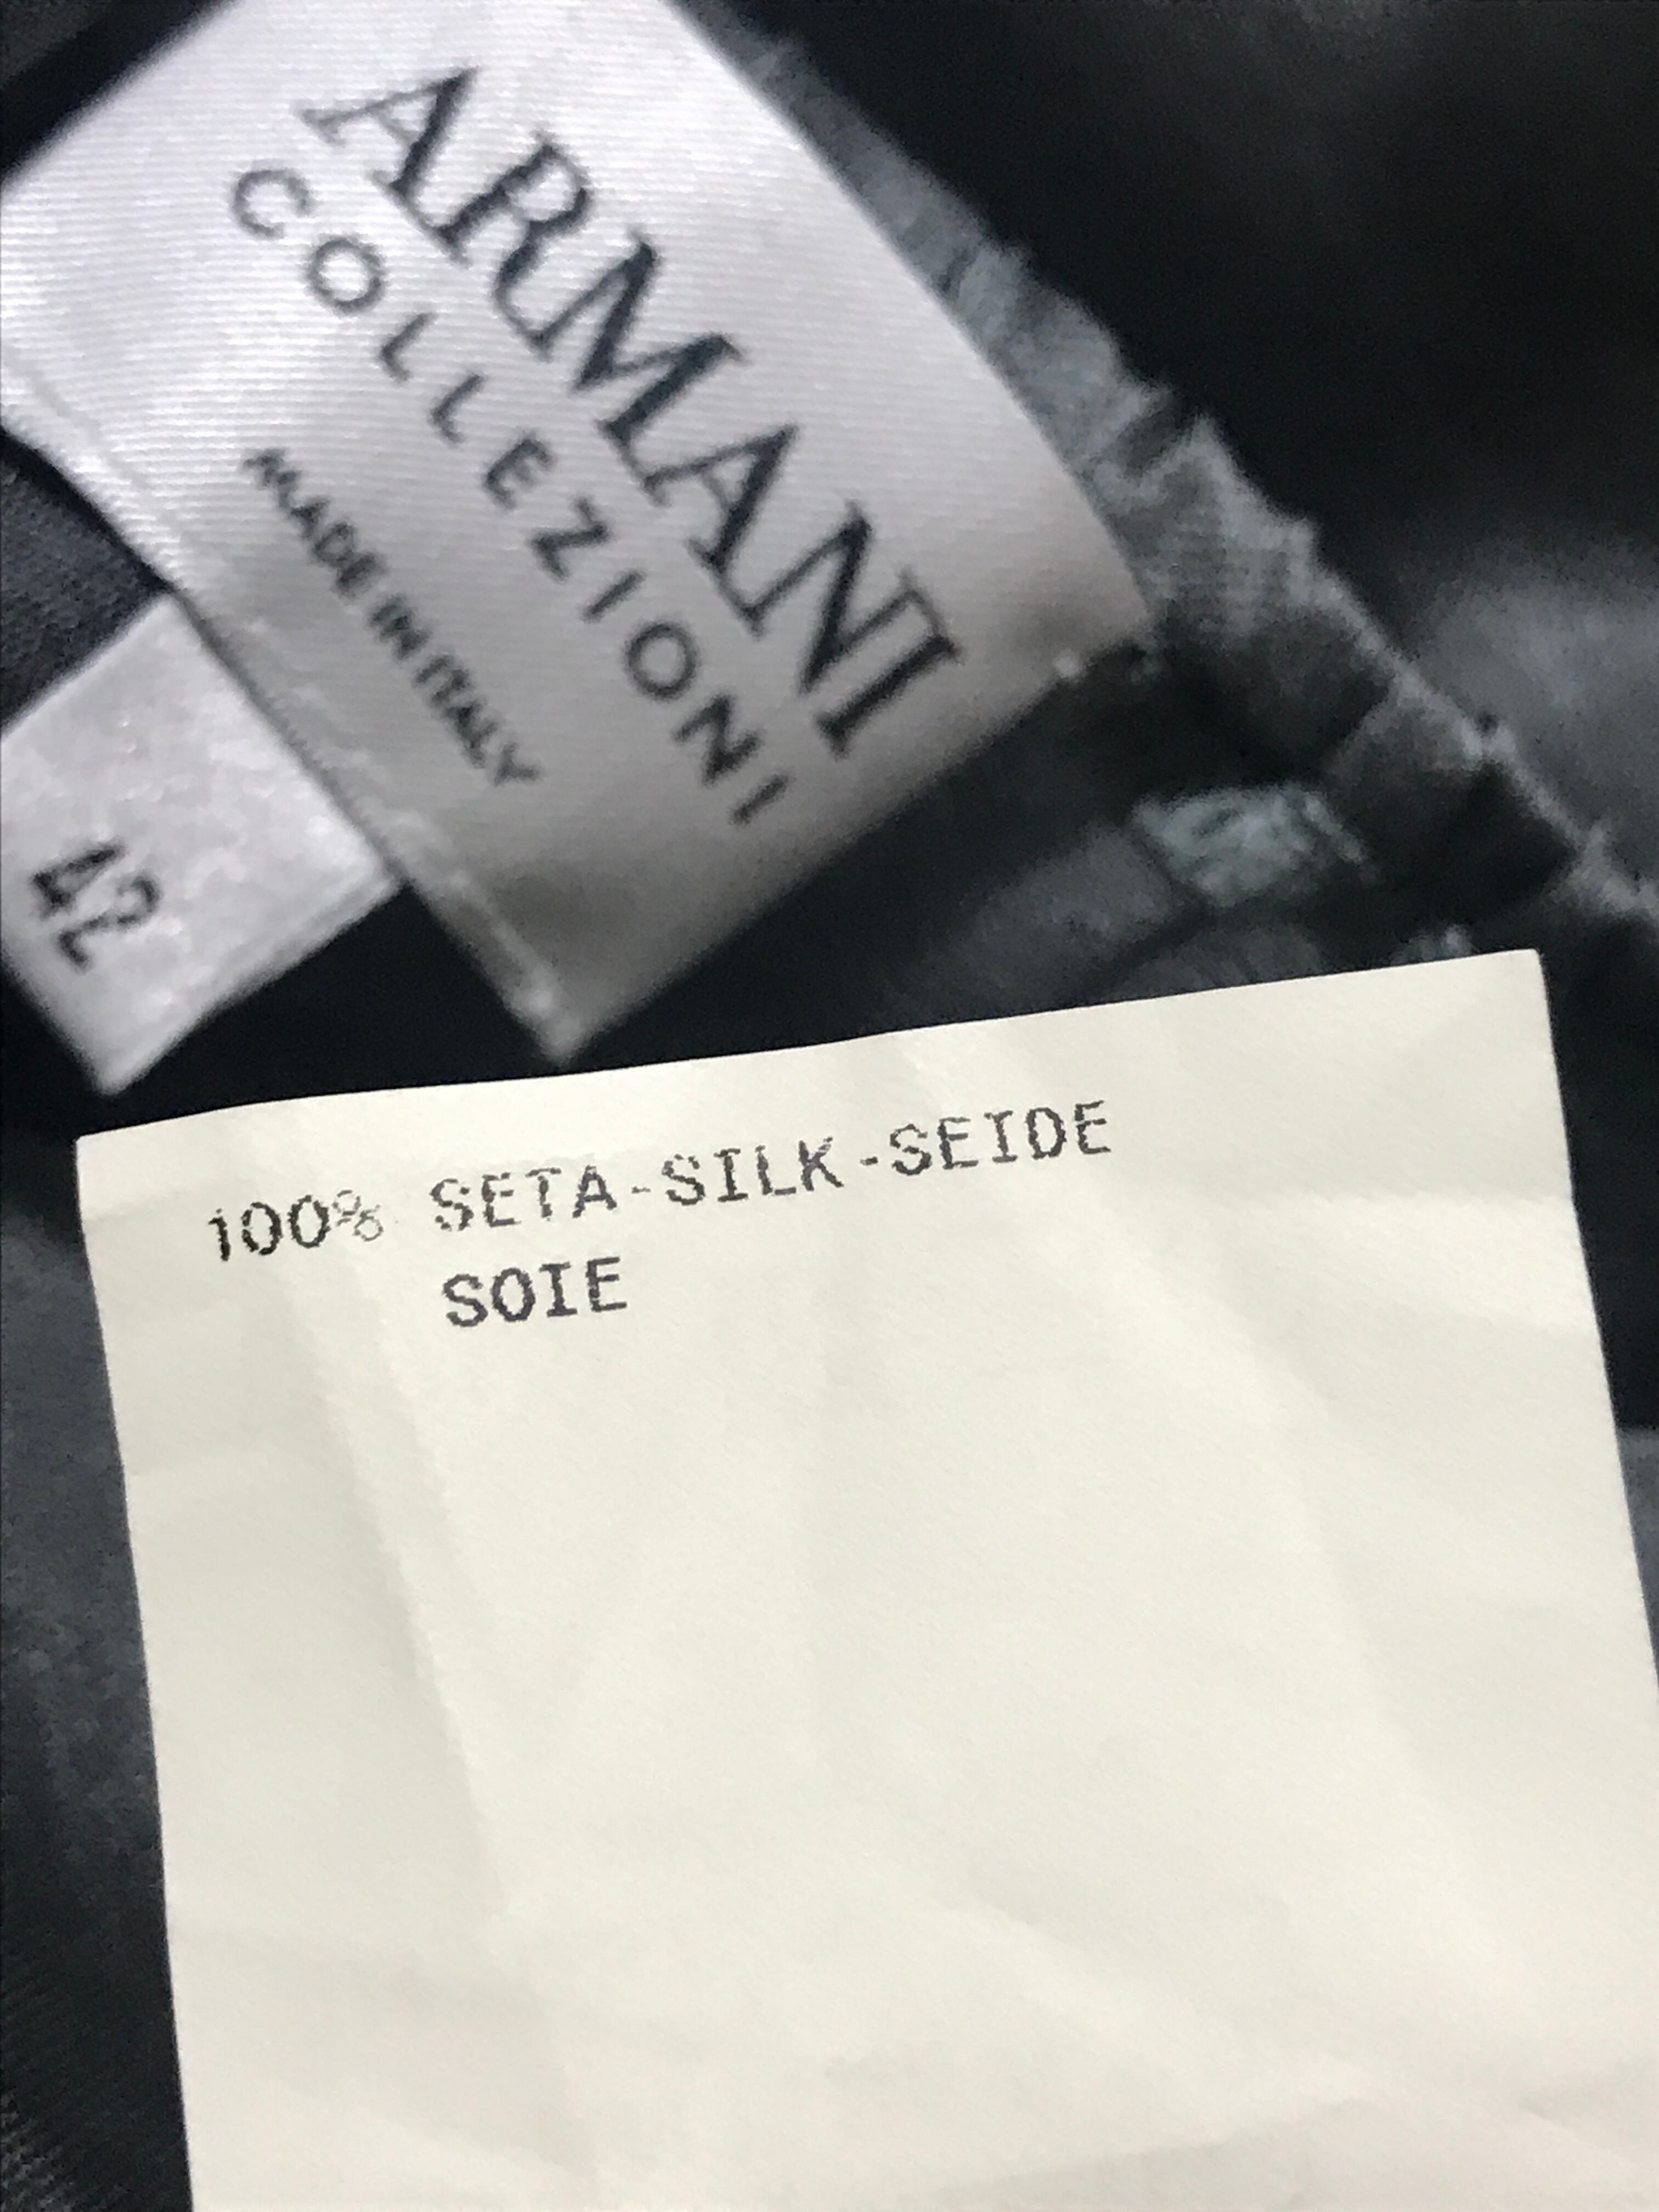 ARMANI
COLLEZIONI
MADE IN ITALY
42
100% SETA-SILK-SEIDE
SOIE